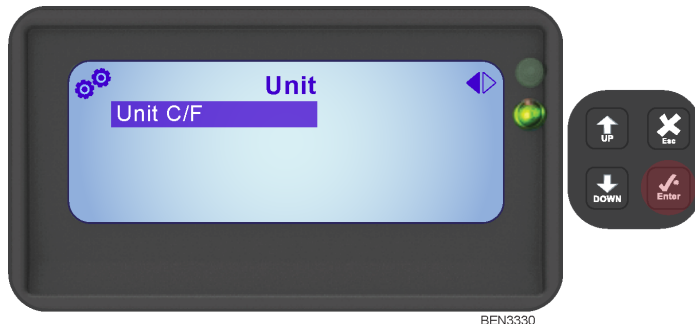 Unit
Unit C/F
UP
Esc
DOWN
Enter
BEN3330